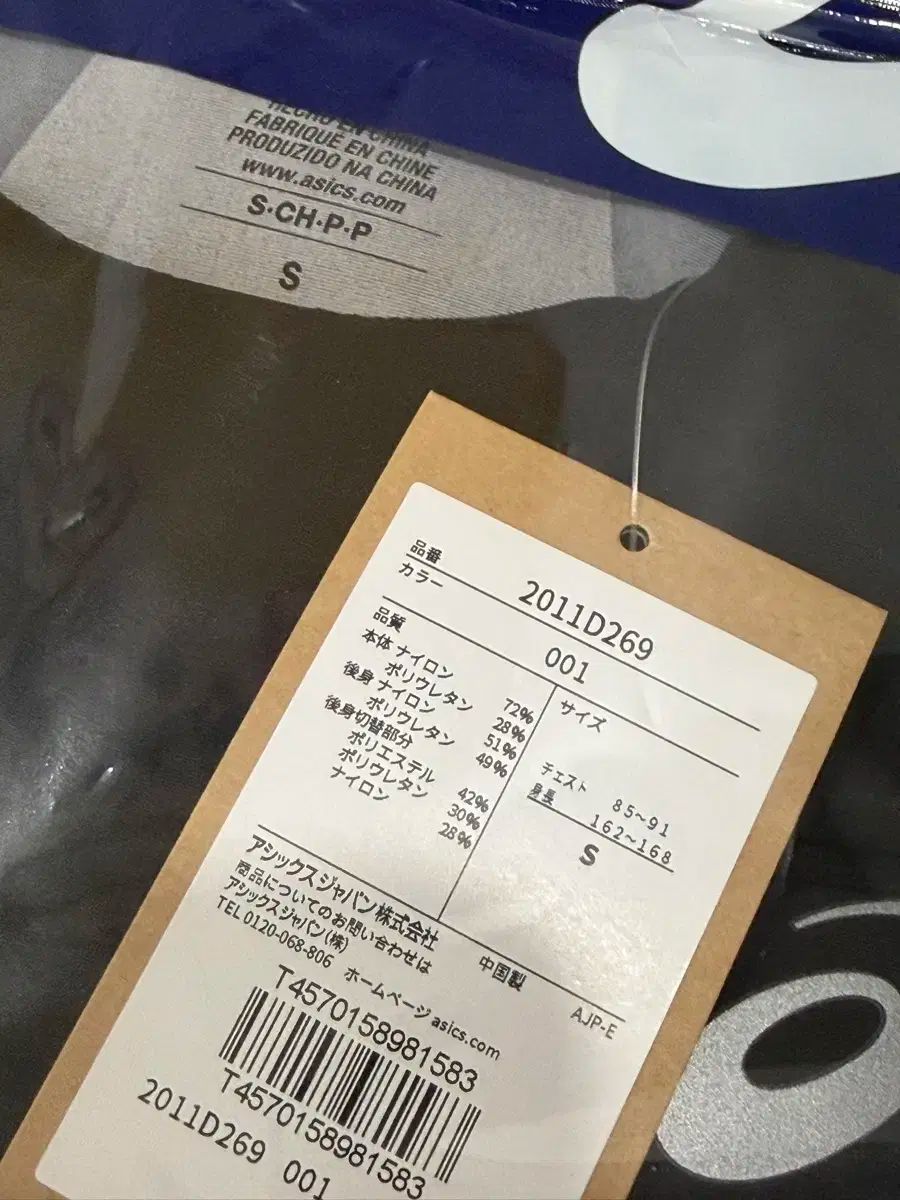 HECHO EN CHINA
FABRIQUE EN CHINE
PRODUZIDO NA CHINA
www.asics.com
S·CH·P·P
S
品番 2011D269
カラー 001
品質
本体 ナイロン 72%
ポリウレタン 28%
後身 ナイロン 51%
ポリウレタン 49%
後身切替部分
ポリエステル 42%
ポリウレタン 30%
ナイロン 28%
サイズ
チェスト 85~91
身長 162~168
S
アシックスジャパン株式会社
商品についてのお問い合わせは
アシックスジャパン(株)
TEL 0120-068-806 ホームページ asics.com
中国製
AJP-E
T4570158981583
T4570158981583
2011D269 001